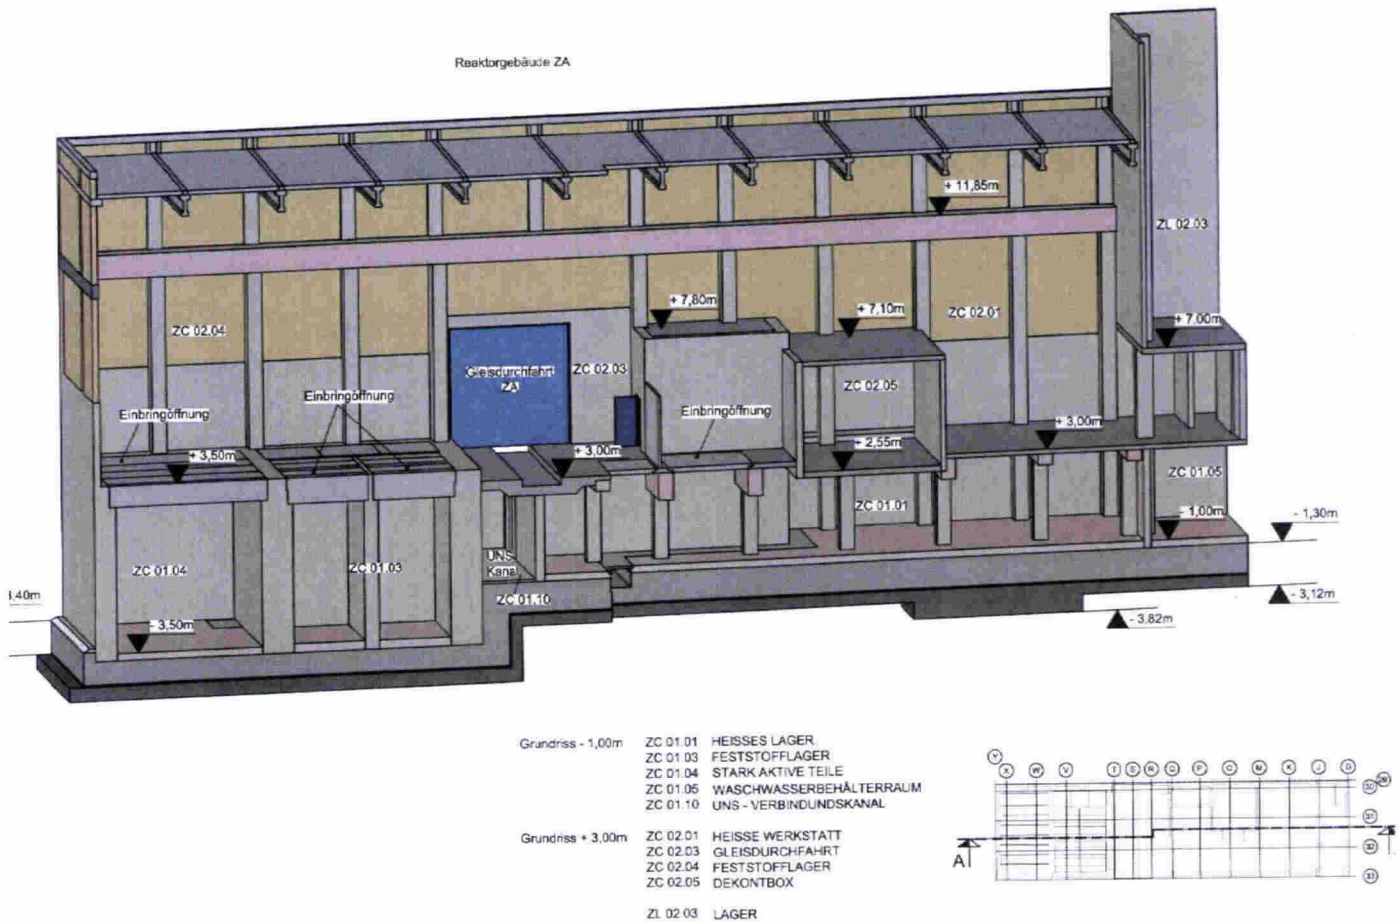 Reaktorgebäude ZA
+ 11,85m
ZL 02.03
+ 7,80m
+ 7,10m
ZC 02.01
+ 7,00m
ZC 02.04
Gleisdurchfahrt
ZA
ZC 02.03
ZC 02.05
Einbringöffnung
Einbringöffnung
Einbringöffnung
+ 3,00m
+ 3,50m
+ 3,00m
+ 2,55m
ZC 01.05
ZC 01.01
- 1,00m
- 1,30m
UNS
Kanal
ZC 01.04
ZC 01.03
ZC 01.10
- 3,12m
- 3,82m
- 3,50m
Grundriss - 1,00m
ZC 01.01 HEISSES LAGER
ZC 01.03 FESTSTOFFLAGER
ZC 01.04 STARK AKTIVE TEILE
ZC 01.05 WASCHWASSERBEHÄLTERRAUM
ZC 01.10 UNS - VERBINDUNDSKANAL
Grundriss + 3,00m
ZC 02.01 HEISSE WERKSTATT
ZC 02.03 GLEISDURCHFAHRT
ZC 02.04 FESTSTOFFLAGER
ZC 02.05 DEKONTBOX
ZL 02.03 LAGER
Y
X W V T S R Q P O M K J
30
31
32
33
A